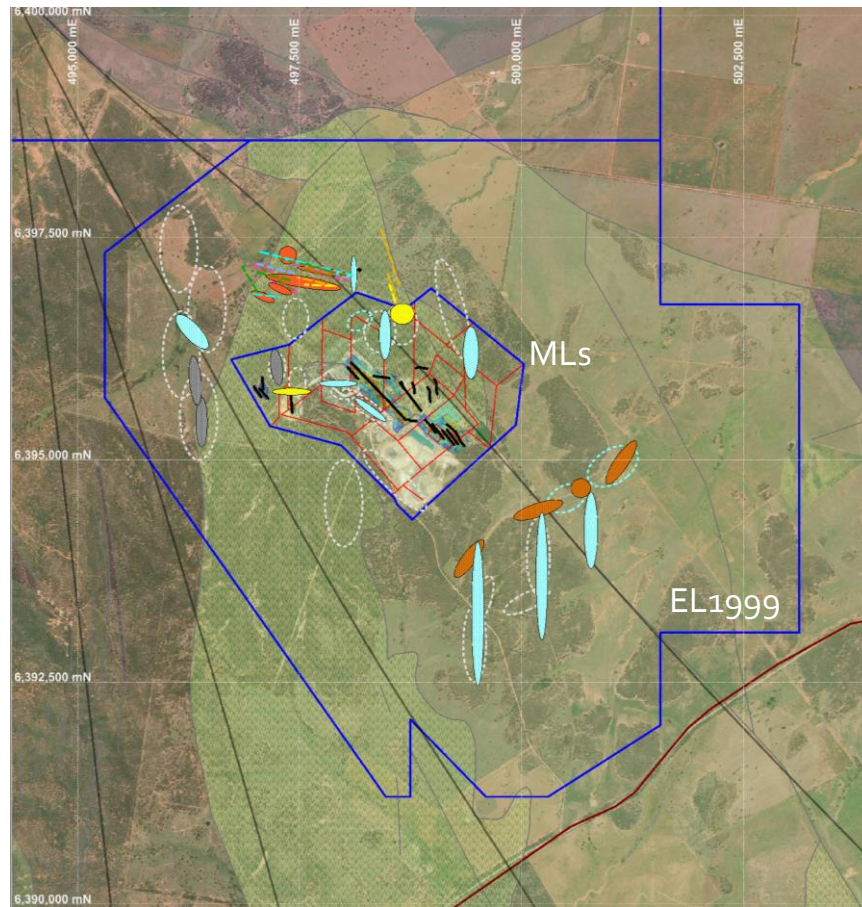 6,400,000 mN
495,000 mE
497,500 mE
500,000 mE
502,500 mE
6,397,500 mN
MLs
6,395,000 mN
EL1999
6,392,500 mN
6,390,000 mN